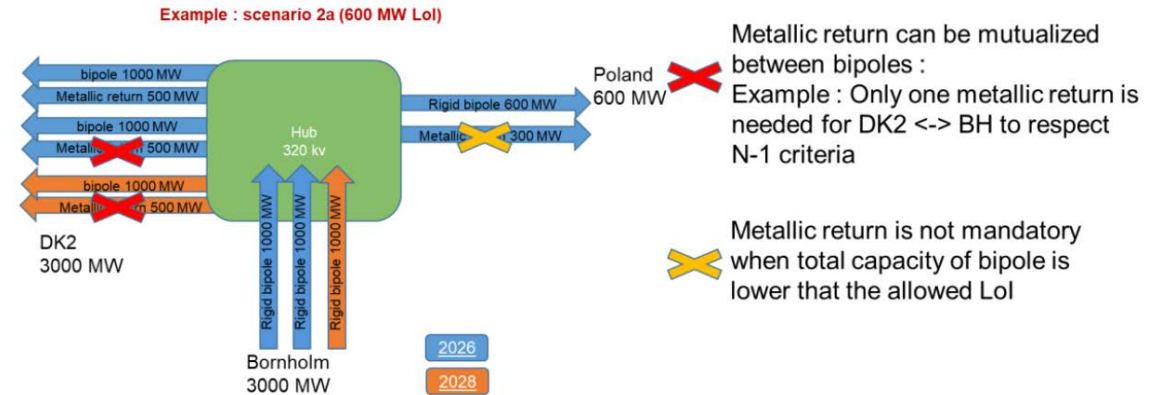 Example : scenario 2a (600 MW LoI)
bipole 1000 MW
Metallic return 500 MW
bipole 1000 MW
500 MW
bipole 1000 MW
500 MW
DK2
3000 MW
Hub
320 kv
Rigid bipole 600 MW
300 MW
Poland
600 MW
Rigid bipole 1000 MW
Rigid bipole 1000 MW
Rigid bipole 1000 MW
Bornholm
3000 MW
2026
2028
Metallic return can be mutualized
between bipoles :
Example : Only one metallic return is
needed for DK2 <-> BH to respect
N-1 criteria
Metallic return is not mandatory
when total capacity of bipole is
lower that the allowed LoI